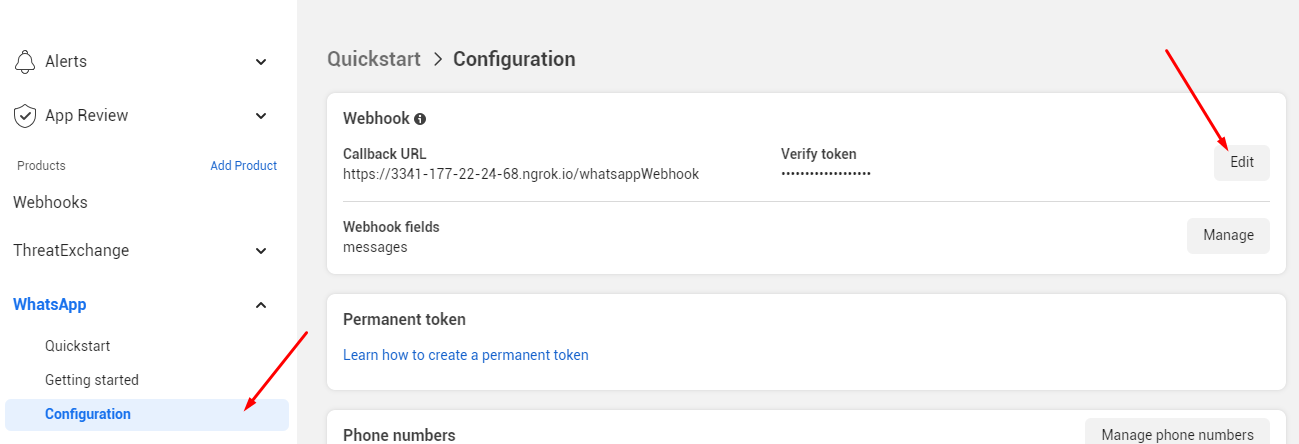 Alerts
App Review
Products Add Product
Webhooks
ThreatExchange
WhatsApp
Quickstart
Getting started
Configuration
Quickstart > Configuration
Webhook
Callback URL
https://3341-177-22-24-68.ngrok.io/whatsappWebhook
Verify token
•••••••••••••••••••
Edit
Webhook fields
messages
Manage
Permanent token
Learn how to create a permanent token
Phone numbers
Manage phone numbers